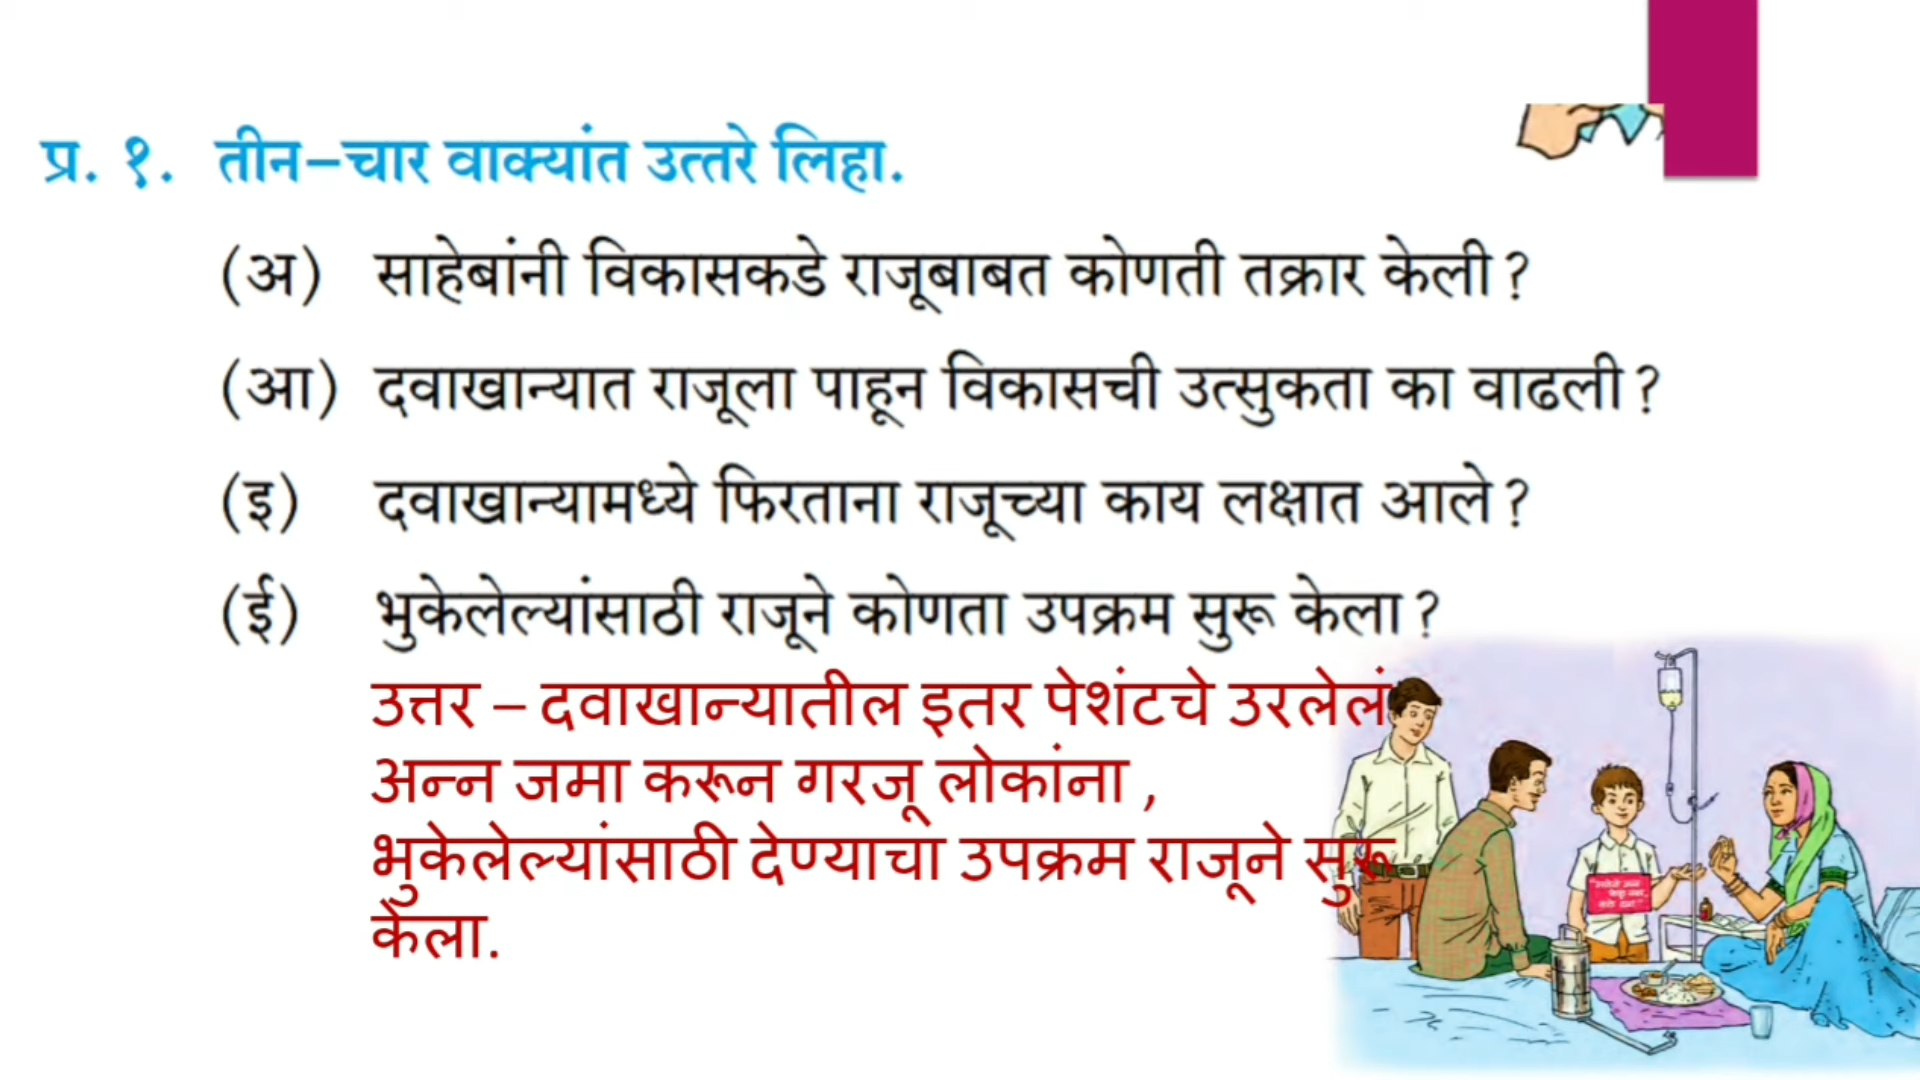 प्र. १. तीन-चार वाक्यांत उत्तरे लिहा.
(अ) साहेबांनी विकासकडे राजूबाबत कोणती तक्रार केली?
(आ) दवाखान्यात राजूला पाहून विकासची उत्सुकता का वाढली?
(इ) दवाखान्यामध्ये फिरताना राजूच्या काय लक्षात आले?
(ई) भुकेलेल्यांसाठी राजूने कोणता उपक्रम सुरू केला?
उत्तर – दवाखान्यातील इतर पेशंटचे उरलेलं
अन्न जमा करून गरजू लोकांना ,
भुकेलेल्यांसाठी देण्याचा उपक्रम राजूने सुरू
केला.